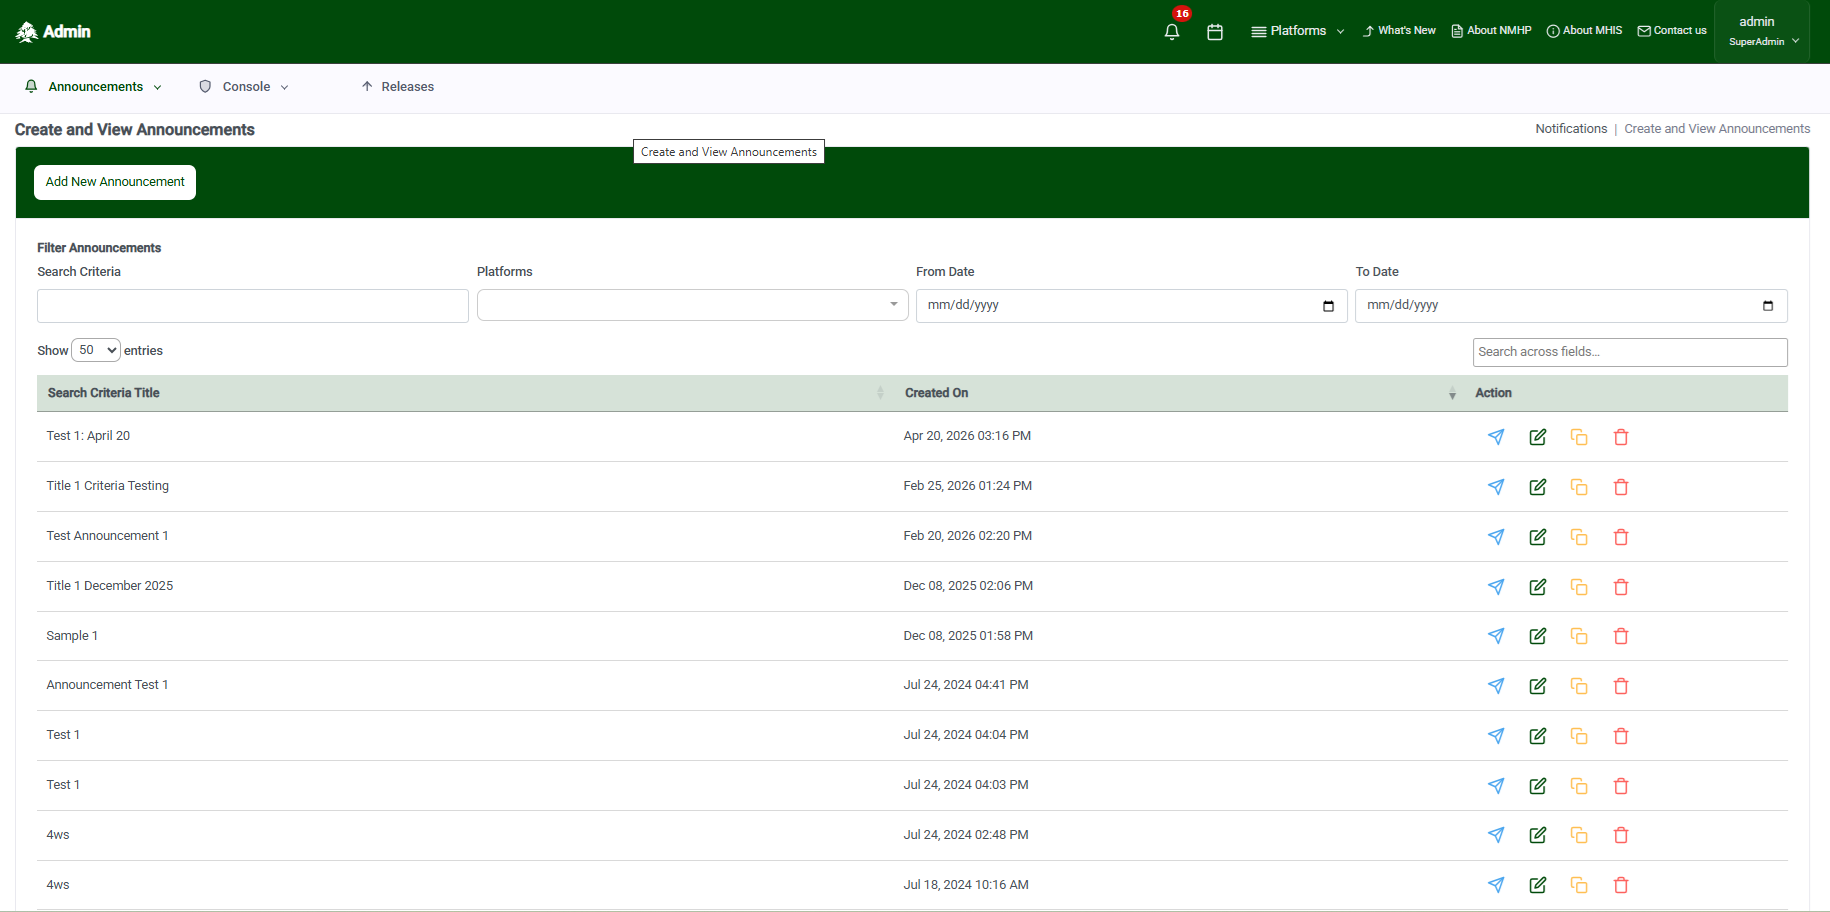 Admin
16
Platforms
What's New
About NMHP
About MHIS
Contact us
admin
SuperAdmin
Announcements
Console
Releases
Create and View Announcements
Notifications | Create and View Announcements
Create and View Announcements
Add New Announcement
Filter Announcements
Search Criteria
Platforms
From Date
To Date
mm/dd/yyyy
mm/dd/yyyy
Show 50 entries
Search across fields...
Search Criteria Title
Created On
Action
Test 1: April 20
Apr 20, 2026 03:16 PM
Title 1 Criteria Testing
Feb 25, 2026 01:24 PM
Test Announcement 1
Feb 20, 2026 02:20 PM
Title 1 December 2025
Dec 08, 2025 02:06 PM
Sample 1
Dec 08, 2025 01:58 PM
Announcement Test 1
Jul 24, 2024 04:41 PM
Test 1
Jul 24, 2024 04:04 PM
Test 1
Jul 24, 2024 04:03 PM
4ws
Jul 24, 2024 02:48 PM
4ws
Jul 18, 2024 10:16 AM